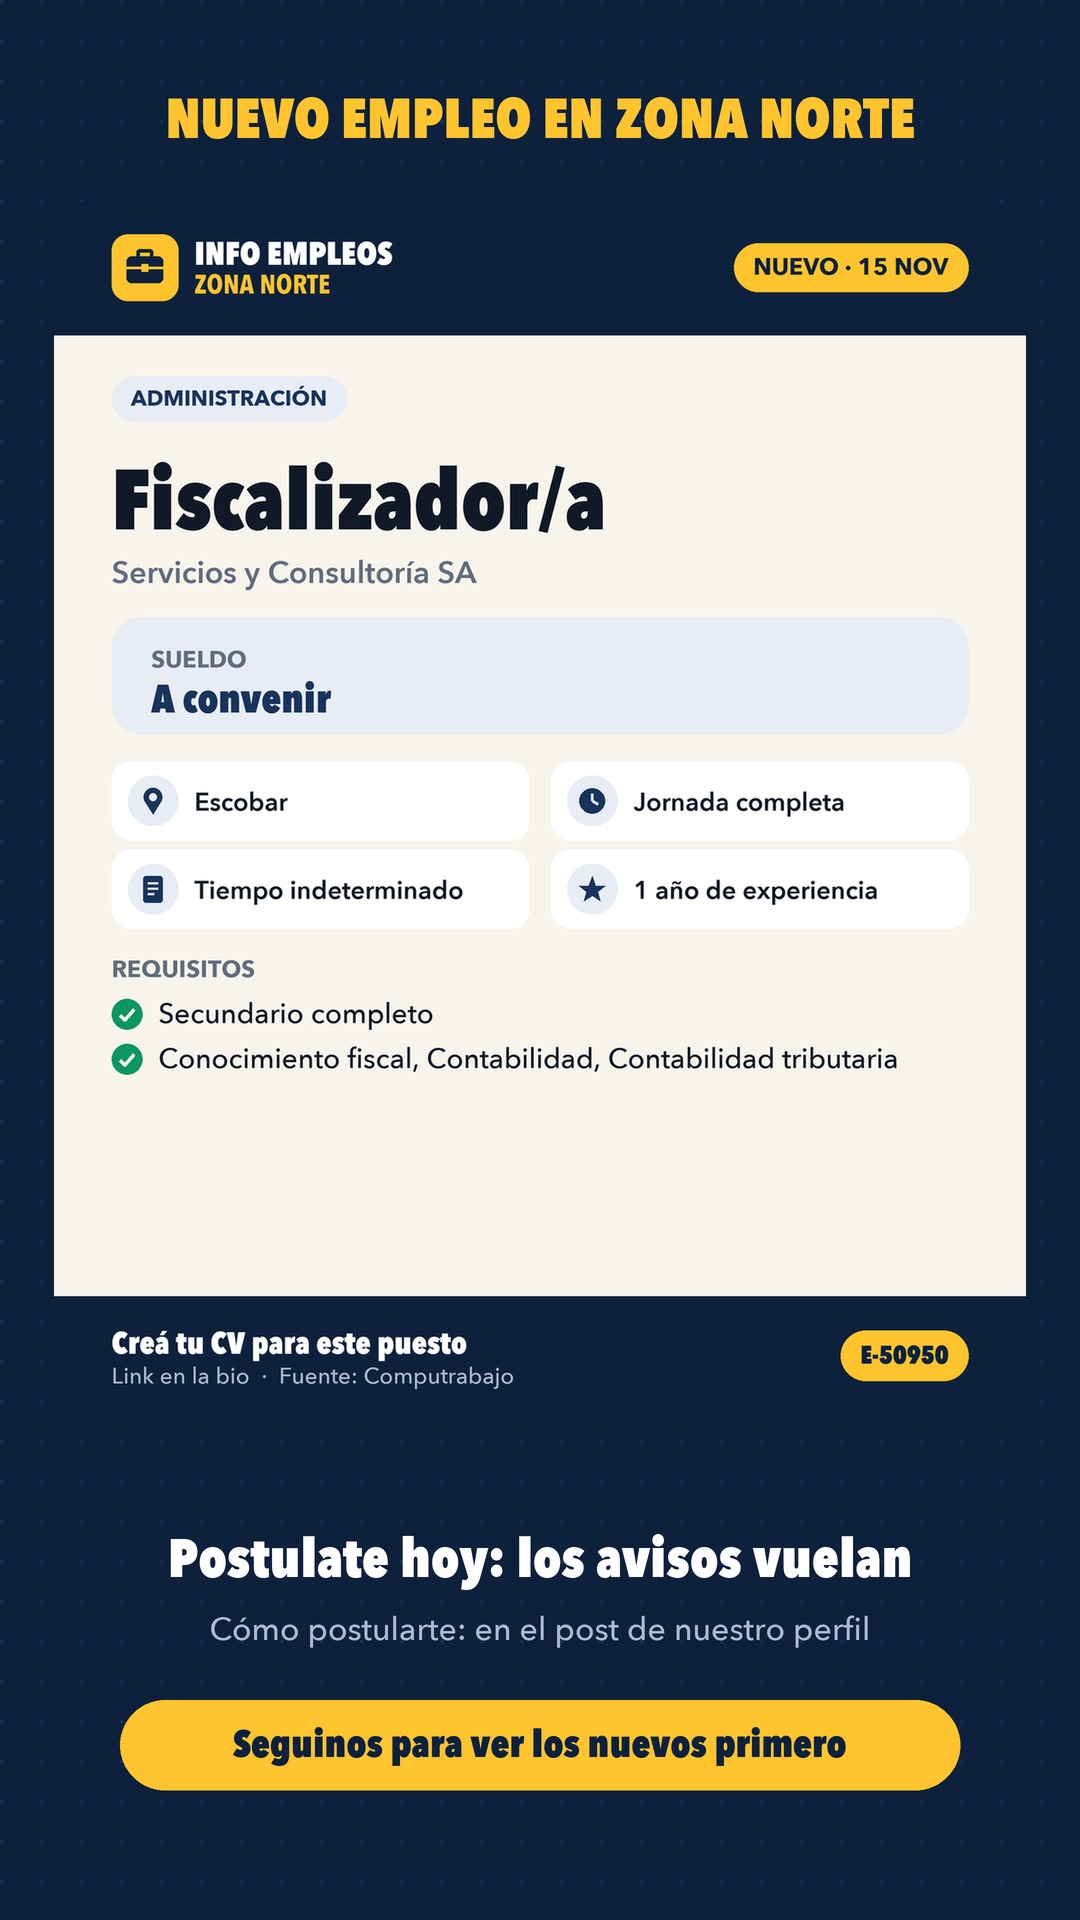 NUEVO EMPLEO EN ZONA NORTE
INFO EMPLEOS
ZONA NORTE
NUEVO · 15 NOV
ADMINISTRACIÓN
Fiscalizador/a
Servicios y Consultoría SA
SUELDO
A convenir
Escobar
Jornada completa
Tiempo indeterminado
1 año de experiencia
REQUISITOS
Secundario completo
Conocimiento fiscal, Contabilidad, Contabilidad tributaria
Creá tu CV para este puesto
Link en la bio · Fuente: Computrabajo
E-50950
Postulate hoy: los avisos vuelan
Cómo postularte: en el post de nuestro perfil
Seguinos para ver los nuevos primero